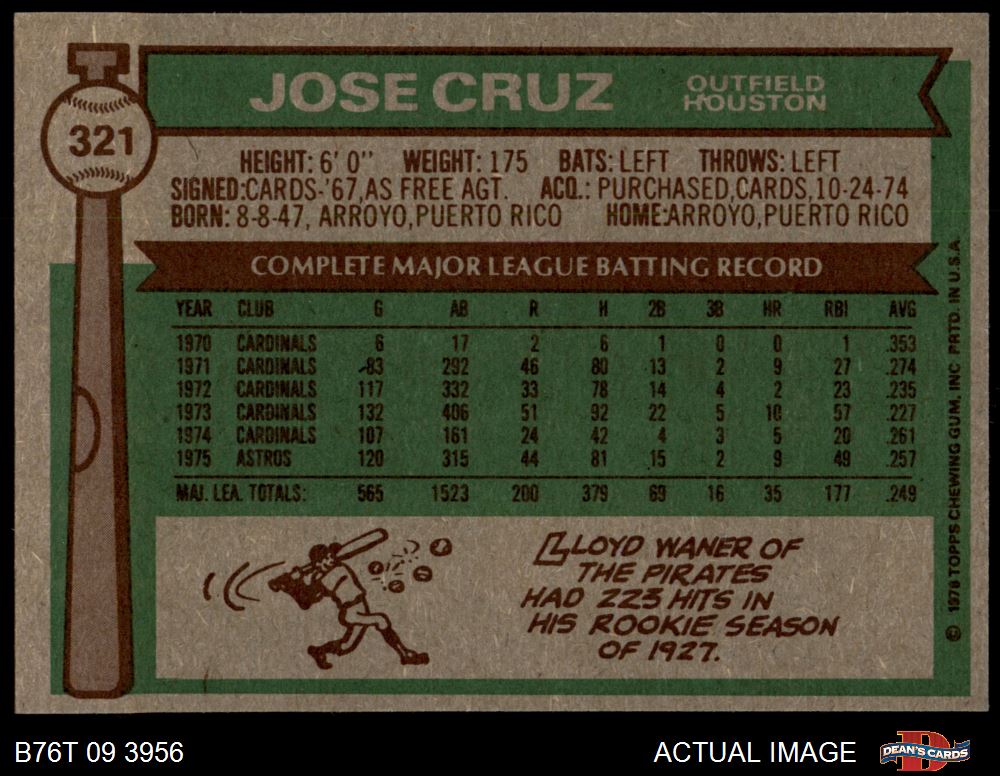 JOSE CRUZ OUTFIELD
HOUSTON
321
HEIGHT: 6' 0" WEIGHT: 175 BATS: LEFT THROWS: LEFT
SIGNED: CARDS-'67, AS FREE AGT. ACQ.: PURCHASED, CARDS, 10-24-74
BORN: 8-8-47, ARROYO, PUERTO RICO HOME: ARROYO, PUERTO RICO
COMPLETE MAJOR LEAGUE BATTING RECORD
YEAR CLUB G AB R H 2B 3B HR RBI AVG
1970 CARDINALS 6 17 2 6 1 0 0 1 .353
1971 CARDINALS 83 292 46 80 13 2 9 27 .274
1972 CARDINALS 117 332 33 78 14 4 2 23 .235
1973 CARDINALS 132 406 51 92 22 5 10 57 .227
1974 CARDINALS 107 161 24 42 4 3 5 20 .261
1975 ASTROS 120 315 44 81 15 2 9 49 .257
MAJ. LEA. TOTALS: 565 1523 200 379 69 16 35 177 .249
LLOYD WANER OF
THE PIRATES
HAD 223 HITS IN
HIS ROOKIE SEASON
OF 1927.
© 1976 TOPPS CHEWING GUM, INC PRTD. IN U.S.A.
B76T 09 3956 ACTUAL IMAGE
D
DEAN'S CARDS